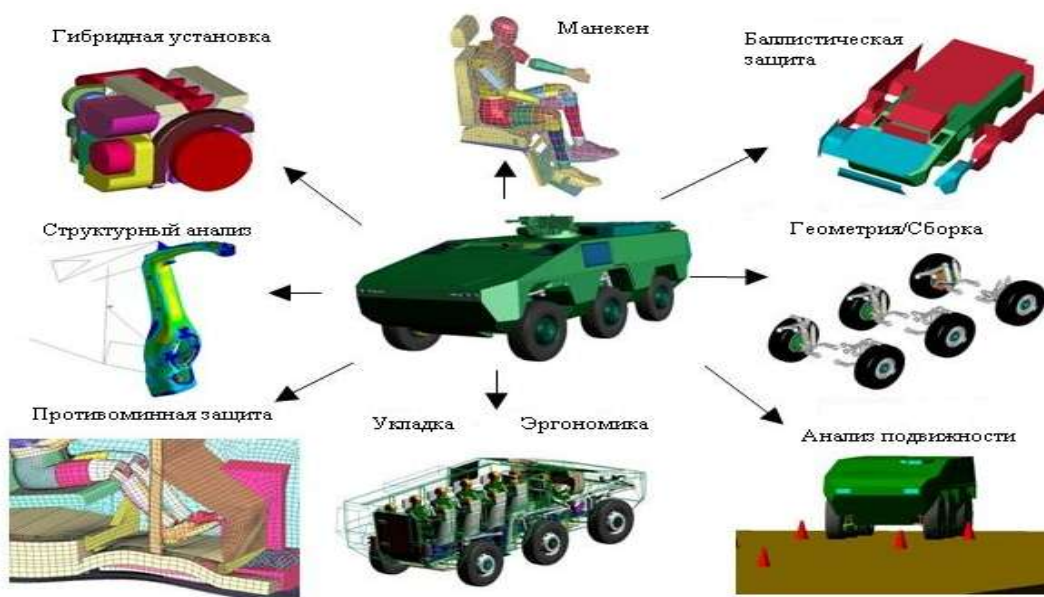 Гибридная установка
Манекен
Баллистическая
защита
Структурный анализ
Геометрия/Сборка
Противоминная защита
Укладка
Эргономика
Анализ подвижности